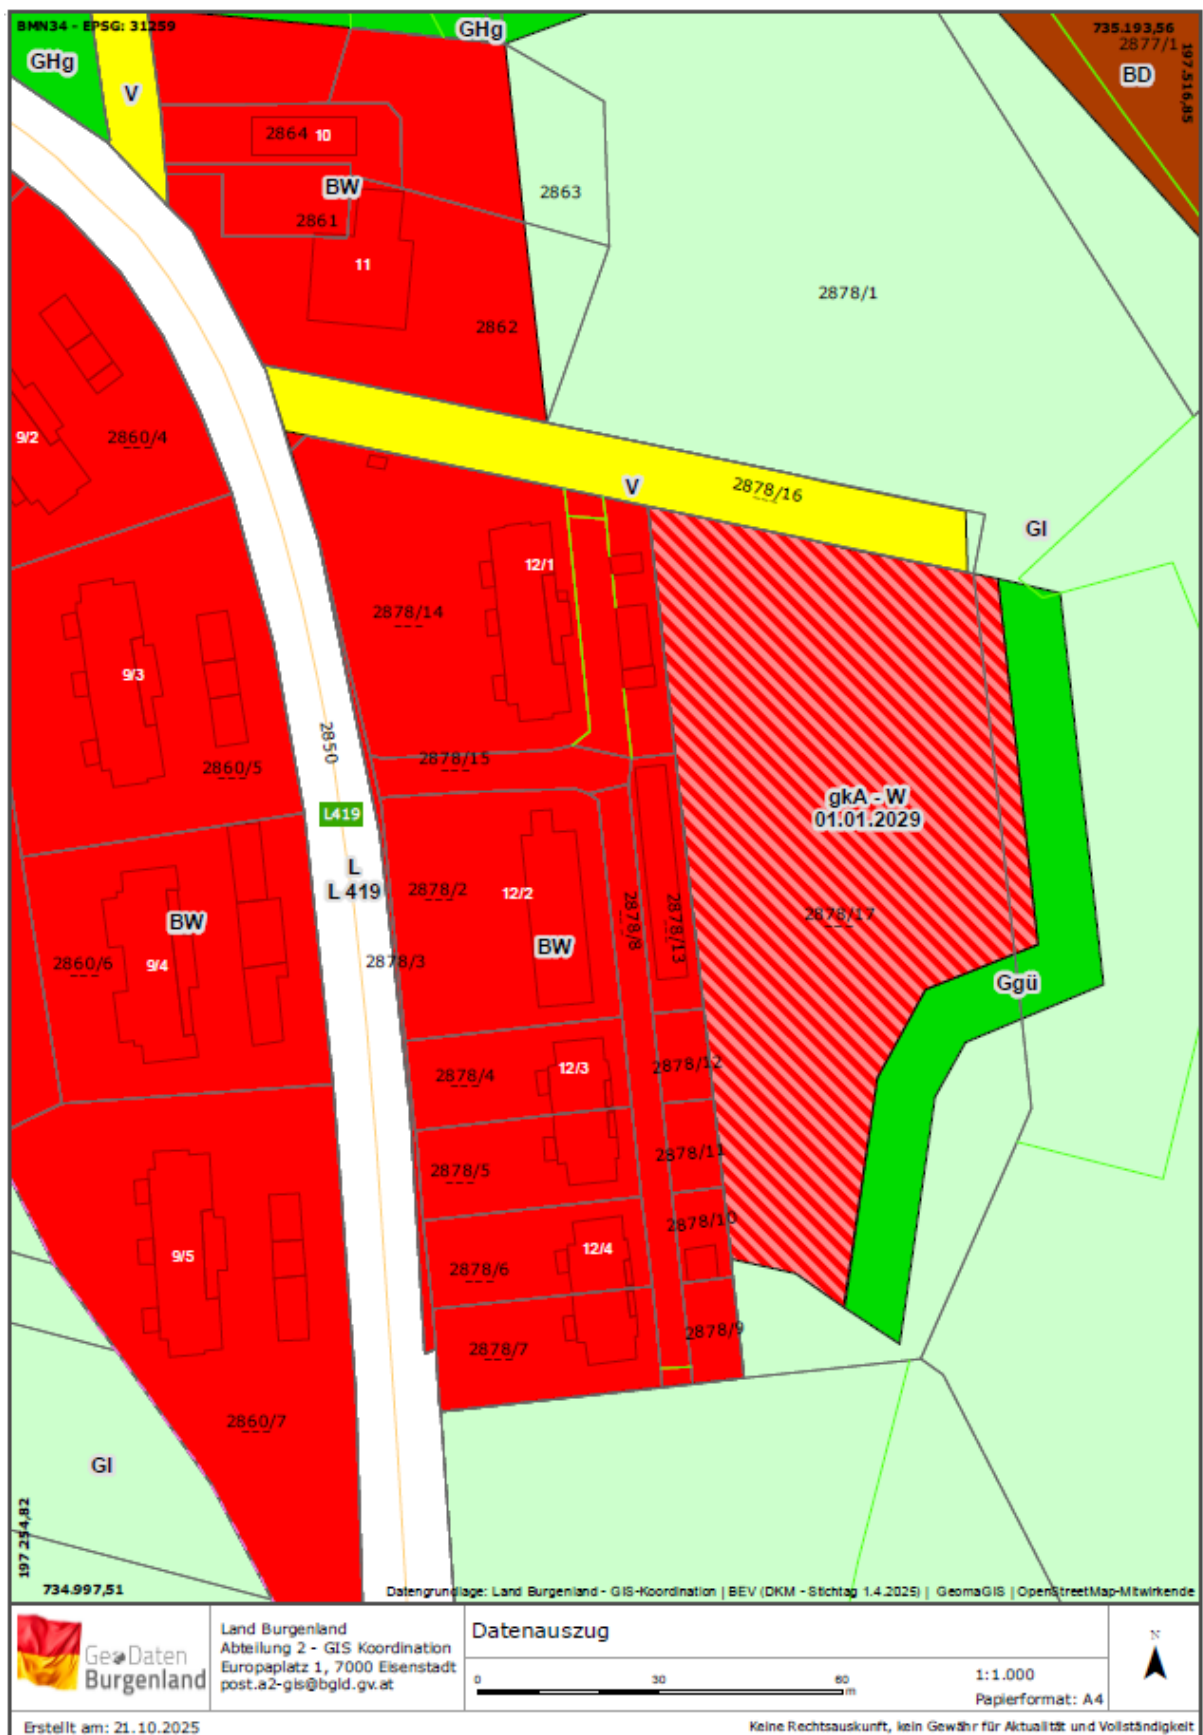 BMN34 - EPSG: 31259
GHg
735.193,56
2877/1
197.516,85
GHg
BD
V
2864
10
BW
2863
2861
11
2878/1
2862
9/2
2860/4
V
2878/16
GI
12/1
2878/14
9/3
2850
2878/15
2860/5
L419
gkA - W
01.01.2029
L
L 419
2878/2
12/2
2878/8
2878/13
2878/17
BW
BW
2860/6
9/4
2878/3
Ggü
2878/4
12/3
2878/12
2878/5
2878/11
2878/10
9/5
12/4
2878/6
2878/7
2878/9
2860/7
GI
197 254,82
734.997,51
Datengrundlage: Land Burgenland - GIS-Koordination | BEV (DKM - Stichtag 1.4.2025) | GeomaGIS | OpenStreetMap-Mitwirkende
GeoDaten
Burgenland
Land Burgenland
Abteilung 2 - GIS Koordination
Europaplatz 1, 7000 Eisenstadt
post.a2-gis@bgld.gv.at
Datenauszug
0 30 60
m
1:1.000
Papierformat: A4
N
Erstellt am: 21.10.2025
Keine Rechtsauskunft, kein Gewähr für Aktualität und Vollständigkeit